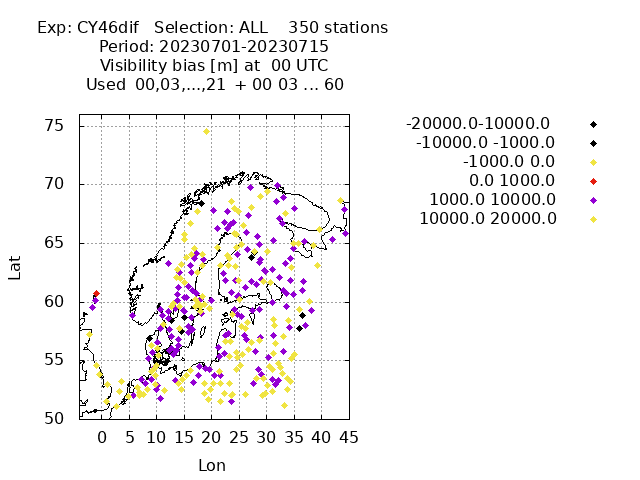 Exp: CY46dif   Selection: ALL    350 stations
Period: 20230701-20230715
Visibility bias [m] at  00 UTC
Used  00,03,...,21  + 00 03 ... 60
-20000.0-10000.0
-10000.0 -1000.0
-1000.0 0.0
0.0 1000.0
1000.0 10000.0
10000.0 20000.0
75
70
65
60
55
50
Lat
0 5 10 15 20 25 30 35 40 45
Lon